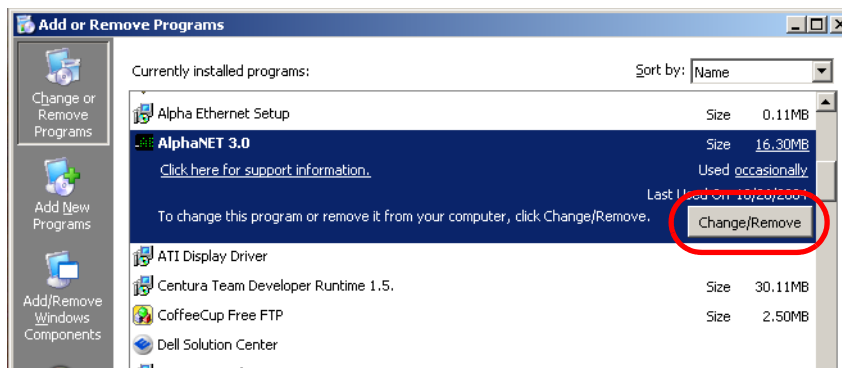 Add or Remove Programs
Change or
Remove
Programs
Add New
Programs
Add/Remove
Windows
Components
Currently installed programs:
Sort by: Name
Alpha Ethernet Setup Size 0.11MB
AlphaNET 3.0 Size 16.30MB
Click here for support information. Used occasionally
Last Used On
To change this program or remove it from your computer, click Change/Remove. Change/Remove
ATI Display Driver
Centura Team Developer Runtime 1.5. Size 30.11MB
CoffeeCup Free FTP Size 2.50MB
Dell Solution Center